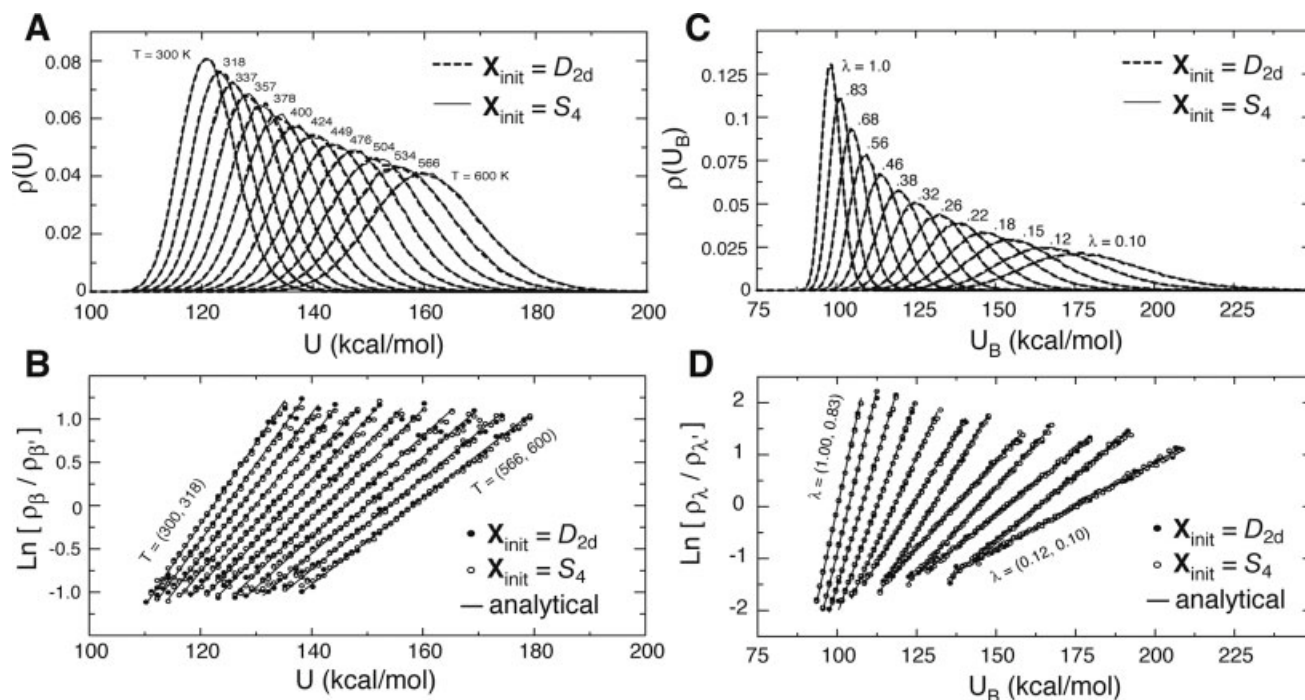 A
T = 300 K
318
337
357
378
400
424
449
476
504
534
566
T = 600 K
X_init = D_2d
X_init = S_4
ρ(U)
0.08
0.06
0.04
0.02
0
100 120 140 160 180 200
U (kcal/mol)
B
Ln [ ρ_β / ρ_β' ]
1.0
0.5
0
-0.5
-1.0
T = (300, 318)
T = (566, 600)
X_init = D_2d
X_init = S_4
analytical
100 120 140 160 180 200
U (kcal/mol)
C
λ = 1.0
.83
.68
.56
.46
.38
.32
.26
.22
.18
.15
.12
λ = 0.10
X_init = D_2d
X_init = S_4
ρ(U_B)
0.125
0.1
0.075
0.05
0.025
0
75 100 125 150 175 200 225
U_B (kcal/mol)
D
Ln [ ρ_λ / ρ_λ' ]
2
1
0
-1
-2
λ = (1.00, 0.83)
λ = (0.12, 0.10)
X_init = D_2d
X_init = S_4
analytical
75 100 125 150 175 200 225
U_B (kcal/mol)